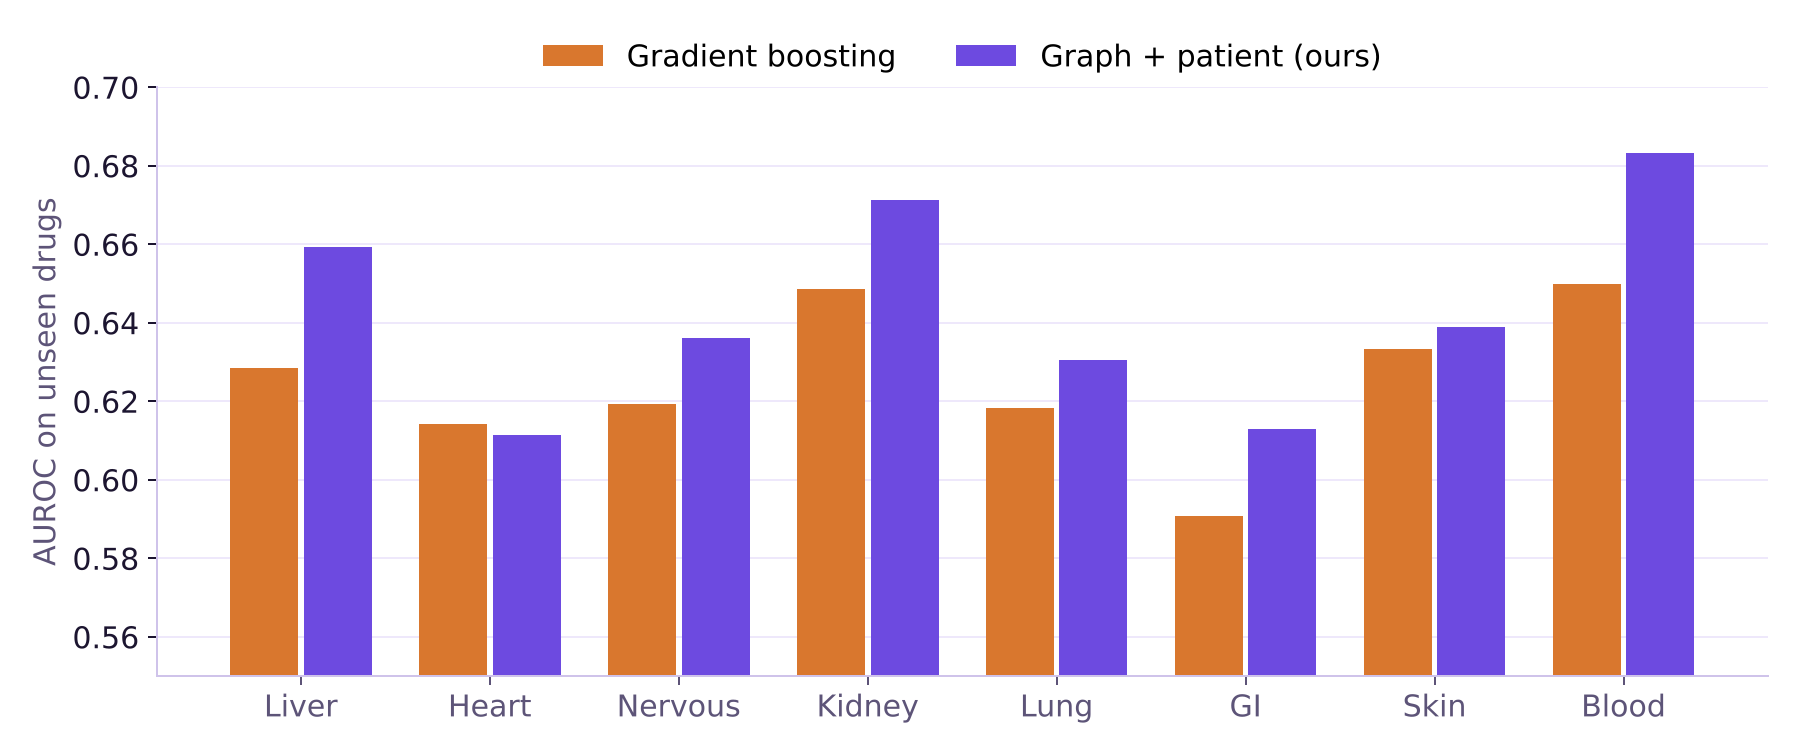 Gradient boosting Graph + patient (ours)
AUROC on unseen drugs
0.70
0.68
0.66
0.64
0.62
0.60
0.58
0.56
Liver Heart Nervous Kidney Lung GI Skin Blood